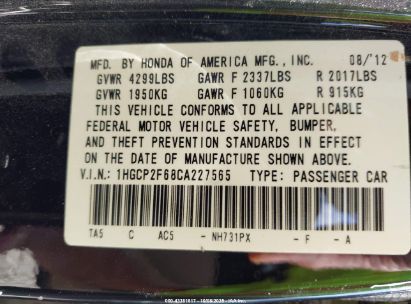 MFD. BY HONDA OF AMERICA MFG., INC. 08/'12
GVWR 4299LBS GAWR F 2337LBS R 2017LBS
GVWR 1950KG GAWR F 1060KG R 915KG
THIS VEHICLE CONFORMS TO ALL APPLICABLE
FEDERAL MOTOR VEHICLE SAFETY, BUMPER,
AND THEFT PREVENTION STANDARDS IN EFFECT
ON THE DATE OF MANUFACTURE SHOWN ABOVE.
V.I.N.: 1HGCP2F68CA227565 TYPE: PASSENGER CAR
TA5 C AC5 - NH731PX - F - A